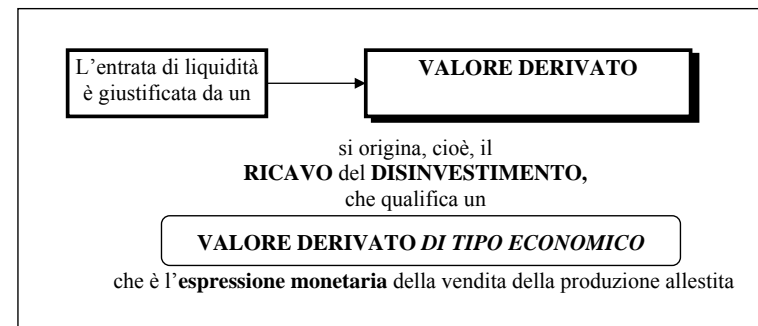 L'entrata di liquidità
è giustificata da un
VALORE DERIVATO
si origina, cioè, il
RICAVO del DISINVESTIMENTO,
che qualifica un
VALORE DERIVATO DI TIPO ECONOMICO
che è l'espressione monetaria della vendita della produzione allestita